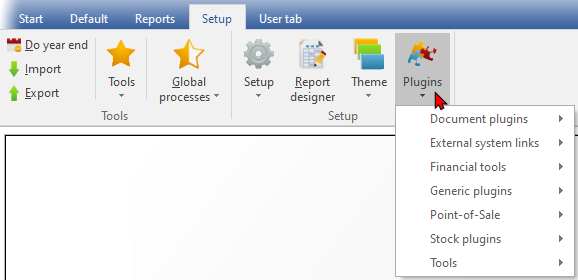 Start Default Reports Setup User tab
Do year end
Import
Export
Tools
Global
processes
Setup
Report
designer
Theme
Plugins
Tools
Setup
Document plugins
External system links
Financial tools
Generic plugins
Point-of-Sale
Stock plugins
Tools